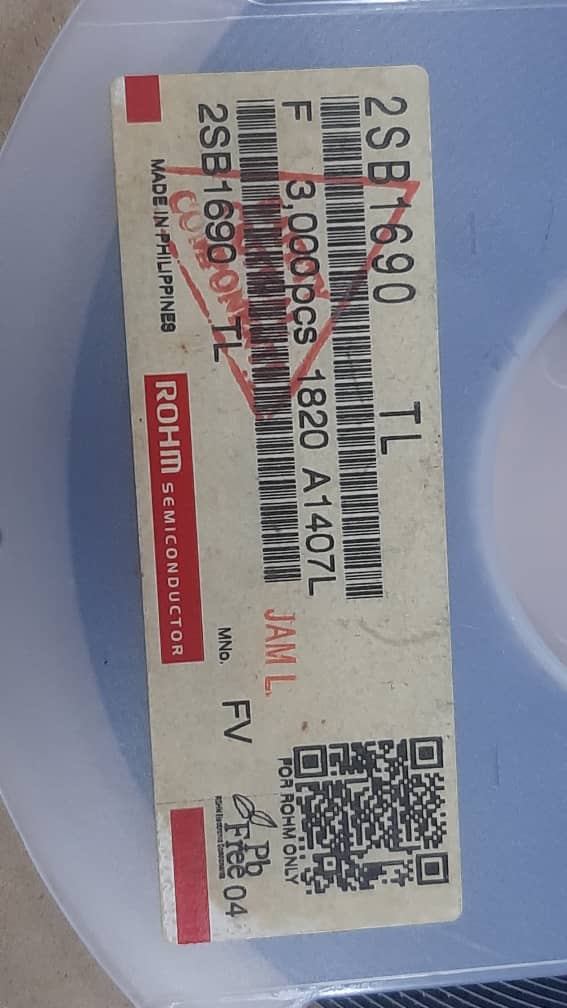 2SB1690 TL
F 3,000pcs 1820 A1407L
2SB1690 TL
JAM L
MADE IN PHILIPPINES
ROHM SEMICONDUCTOR
MNo. FV
FOR ROHM ONLY
Pb
Free 04